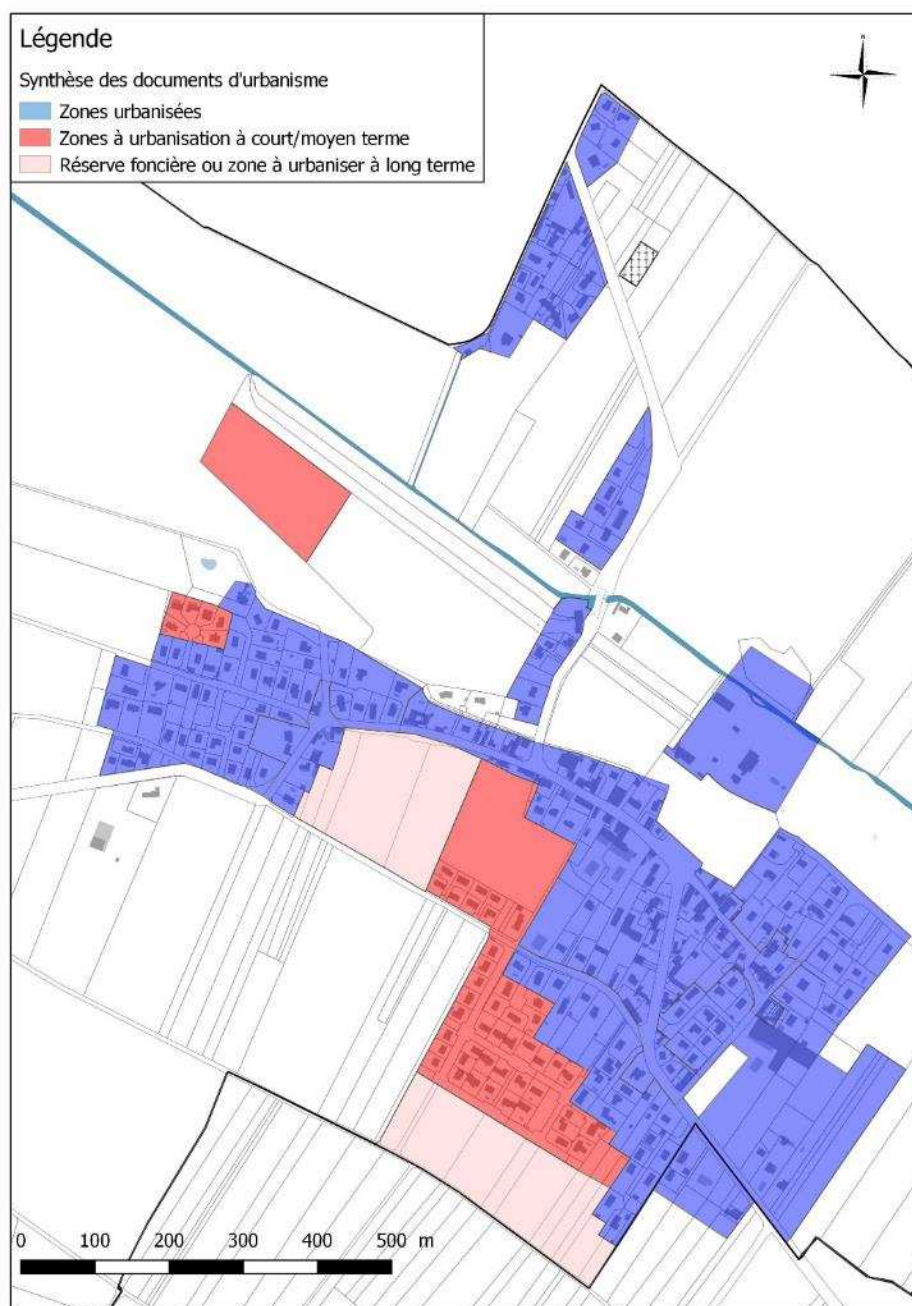 Légende
Synthèse des documents d'urbanisme
Zones urbanisées
Zones à urbanisation à court/moyen terme
Réserve foncière ou zone à urbaniser à long terme
N
0 100 200 300 400 500 m